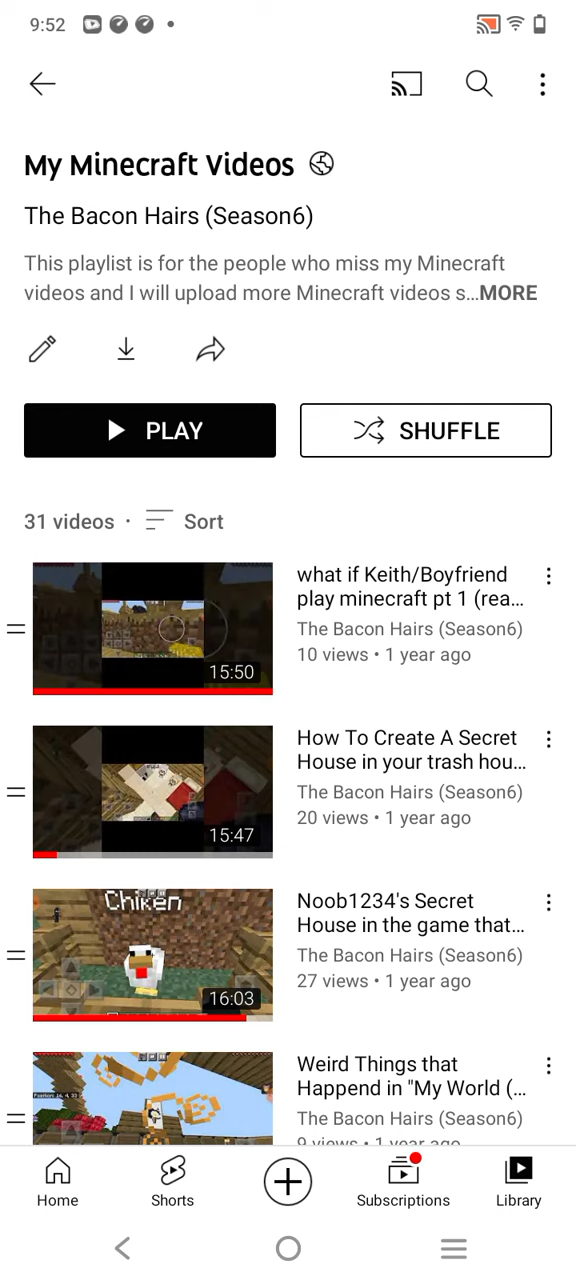 9:52
My Minecraft Videos
The Bacon Hairs (Season6)
This playlist is for the people who miss my Minecraft
videos and I will upload more Minecraft videos s...MORE
PLAY
SHUFFLE
31 videos · Sort
what if Keith/Boyfriend
play minecraft pt 1 (rea...
The Bacon Hairs (Season6)
10 views • 1 year ago
15:50
How To Create A Secret
House in your trash hou...
The Bacon Hairs (Season6)
20 views • 1 year ago
15:47
Chiken
Noob1234's Secret
House in the game that...
The Bacon Hairs (Season6)
27 views • 1 year ago
16:03
Weird Things that
Happend in "My World (...
The Bacon Hairs (Season6)
9 views • 1 year ago
Home
Shorts
Subscriptions
Library